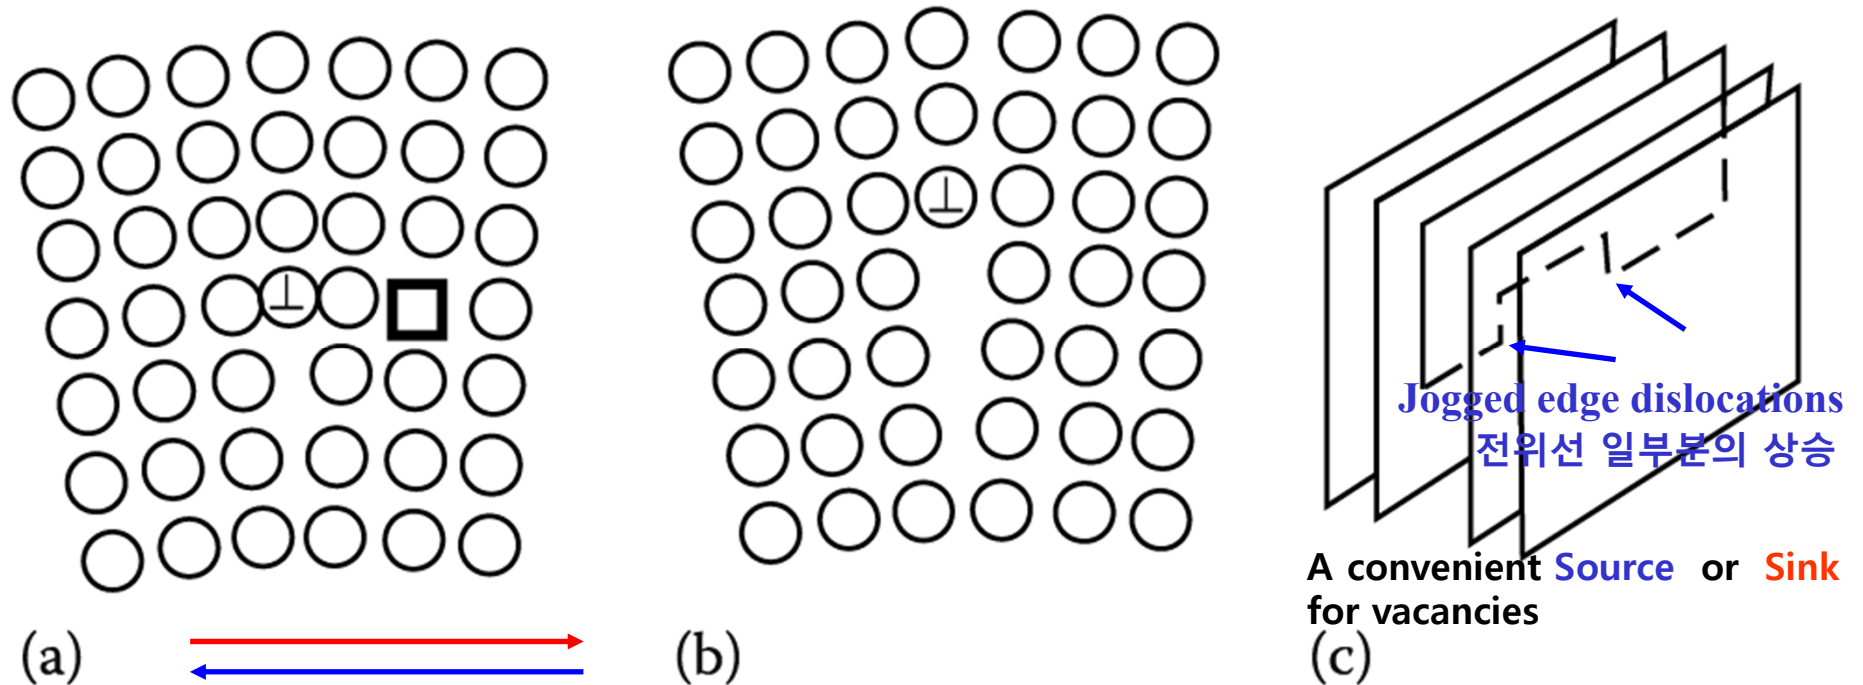 Jogged edge dislocations
전위선 일부분의 상승
A convenient Source or Sink
for vacancies
(a)
(b)
(c)